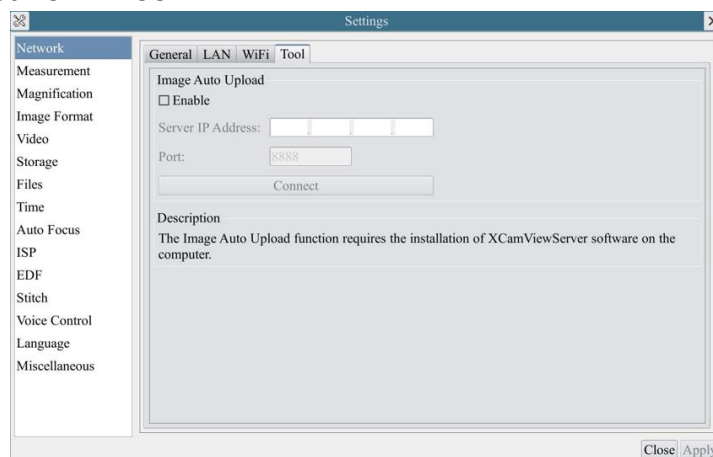 Settings
Network
Measurement
Magnification
Image Format
Video
Storage
Files
Time
Auto Focus
ISP
EDF
Stitch
Voice Control
Language
Miscellaneous
General LAN WiFi Tool
Image Auto Upload
Enable
Server IP Address:
Port: 8888
Connect
Description
The Image Auto Upload function requires the installation of XCamViewServer software on the
computer.
Close Apply